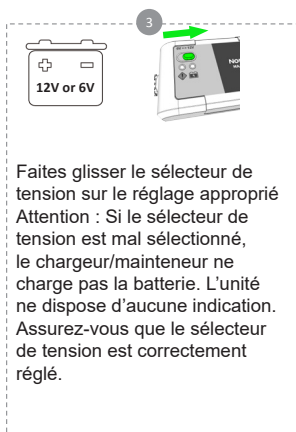 3
6V 12V
12V or 6V
Faites glisser le sélecteur de
tension sur le réglage approprié
Attention : Si le sélecteur de
tension est mal sélectionné,
le chargeur/mainteneur ne
charge pas la batterie. L’unité
ne dispose d’aucune indication.
Assurez-vous que le sélecteur
de tension est correctement
réglé.